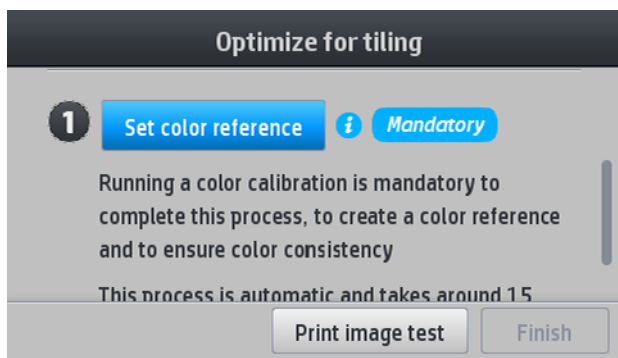 Optimize for tiling
1 Set color reference i Mandatory
Running a color calibration is mandatory to
complete this process, to create a color reference
and to ensure color consistency
This process is automatic and takes around 15
Print image test Finish